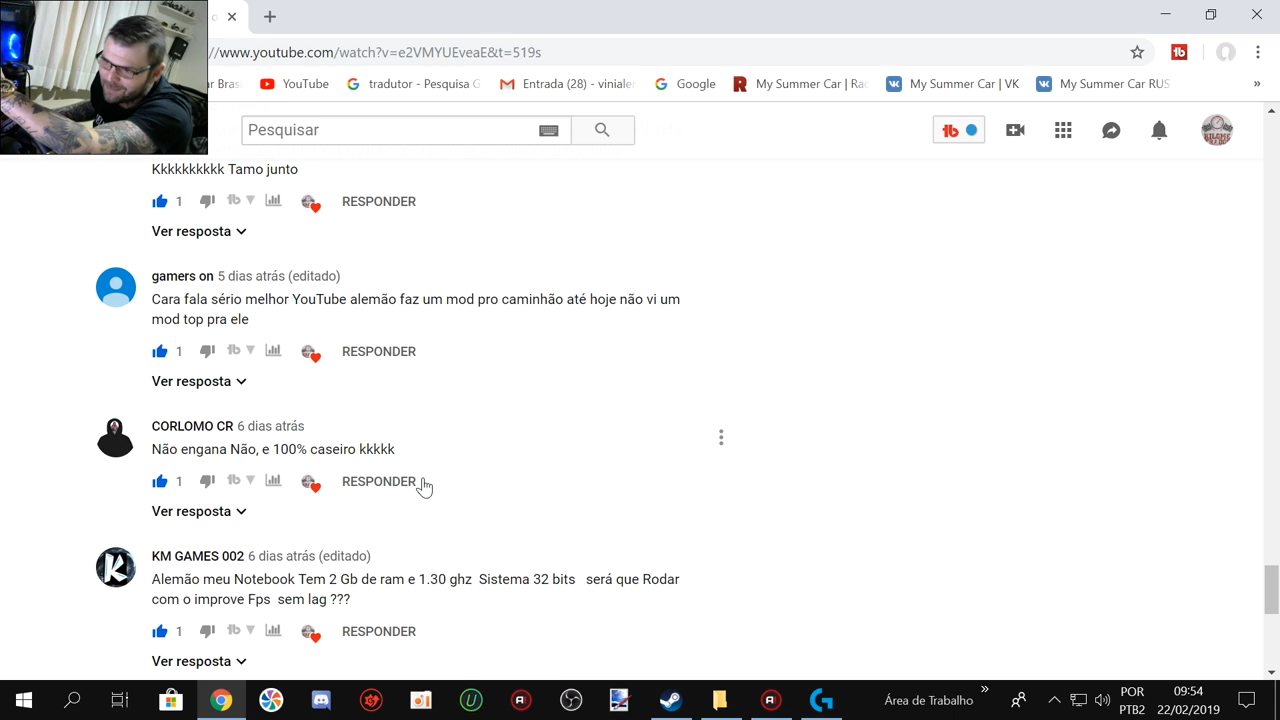 //www.youtube.com/watch?v=e2VMYUEveaE&t=519s
YouTube
tradutor - Pesquisa G
Entrada (28) - vinialer
Google
My Summer Car | Rac
My Summer Car | VK
My Summer Car RUS
»
Pesquisar
Kkkkkkkkkk Tamo junto
1 RESPONDER
Ver resposta
gamers on 5 dias atrás (editado)
Cara fala sério melhor YouTube alemão faz um mod pro caminhão até hoje não vi um
mod top pra ele
1 RESPONDER
Ver resposta
CORLOMO CR 6 dias atrás
Não engana Não, e 100% caseiro kkkkk
1 RESPONDER
Ver resposta
KM GAMES 002 6 dias atrás (editado)
Alemão meu Notebook Tem 2 Gb de ram e 1.30 ghz Sistema 32 bits será que Rodar
com o improve Fps sem lag ???
1 RESPONDER
Ver resposta
Área de Trabalho »
POR
PTB2
09:54
22/02/2019